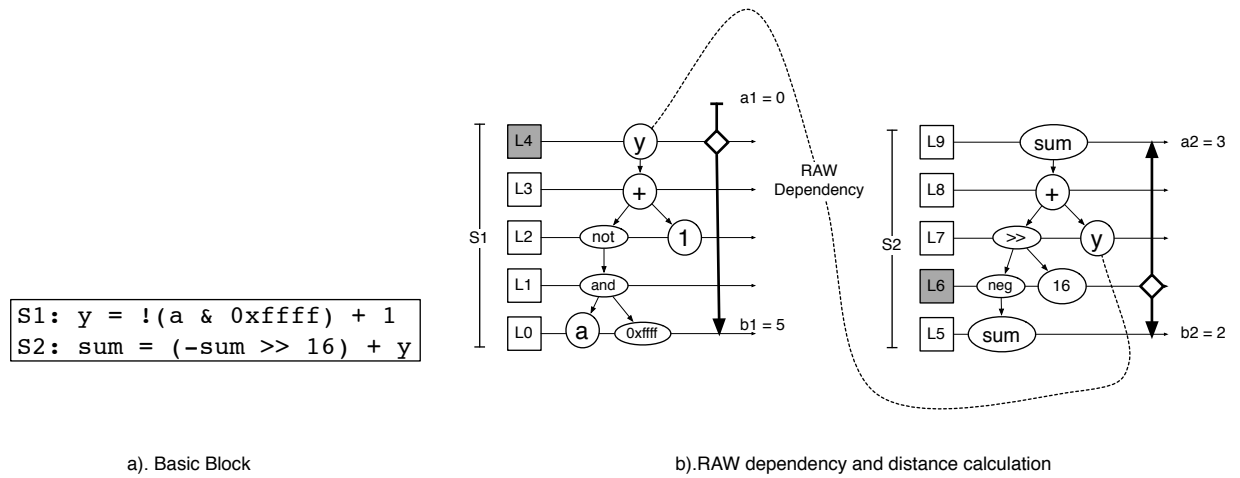 S1: y = !(a & 0xffff) + 1
S2: sum = (-sum >> 16) + y
a). Basic Block
S1
L4
y
a1 = 0
L3
+
L2
not
1
L1
and
L0
a
0xffff
b1 = 5
RAW
Dependency
S2
L9
sum
a2 = 3
L8
+
L7
>>
y
L6
neg
16
L5
sum
b2 = 2
b).RAW dependency and distance calculation